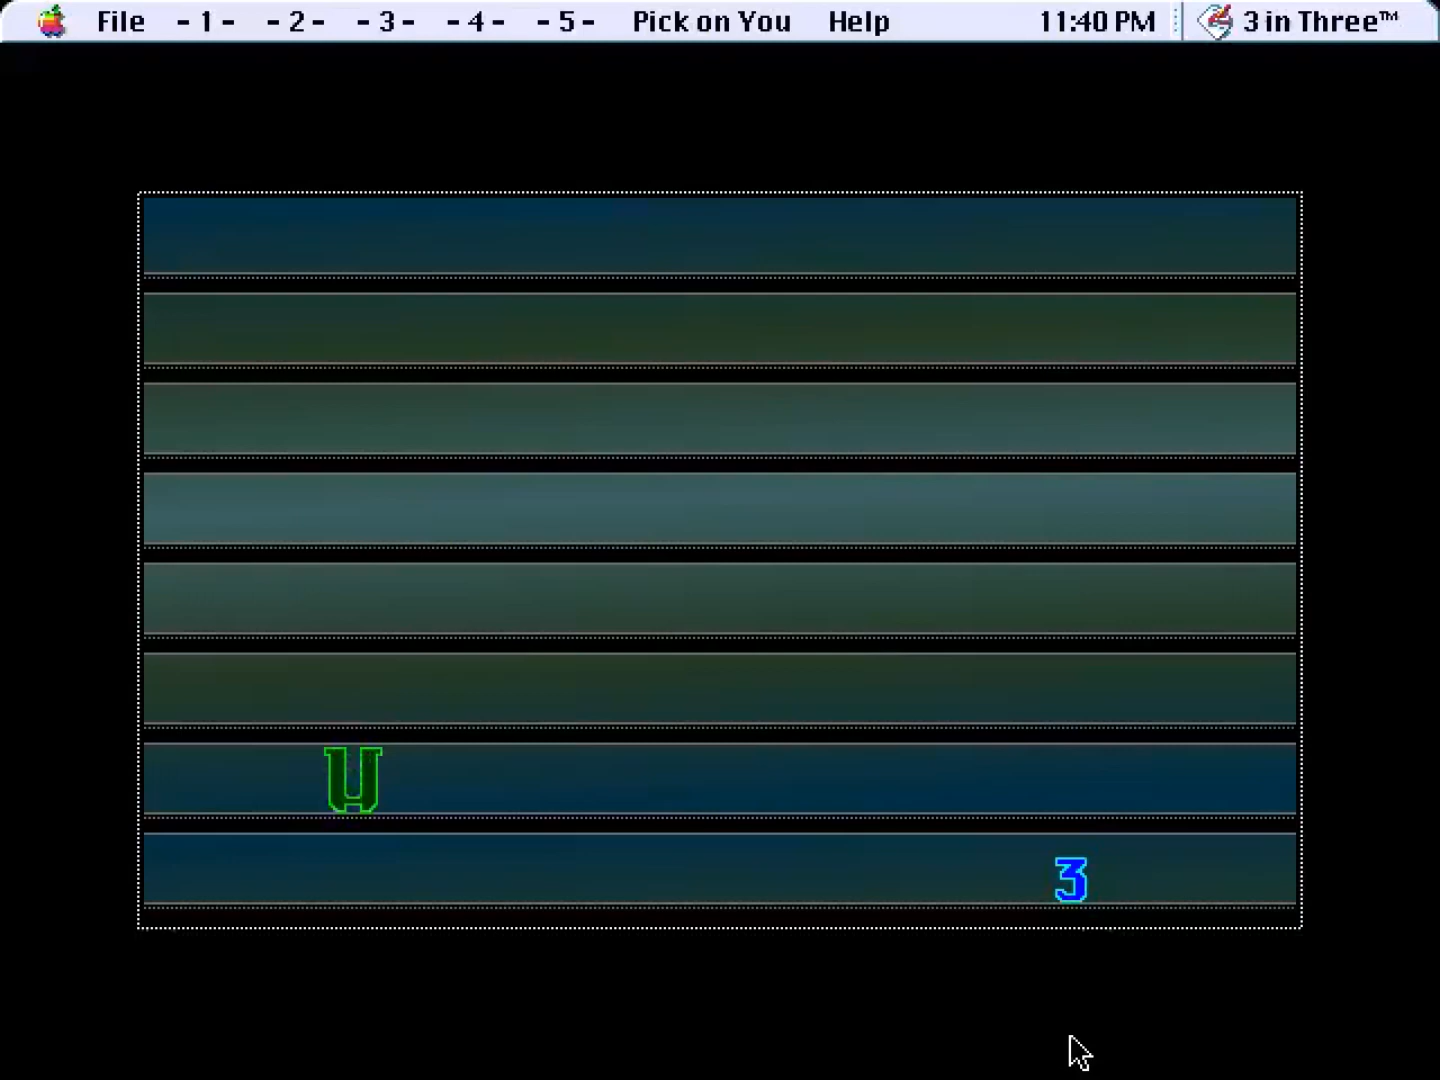 File - 1 - - 2 - - 3 - - 4 - - 5 - Pick on You Help 11:40 PM 3 in Three™
U
3